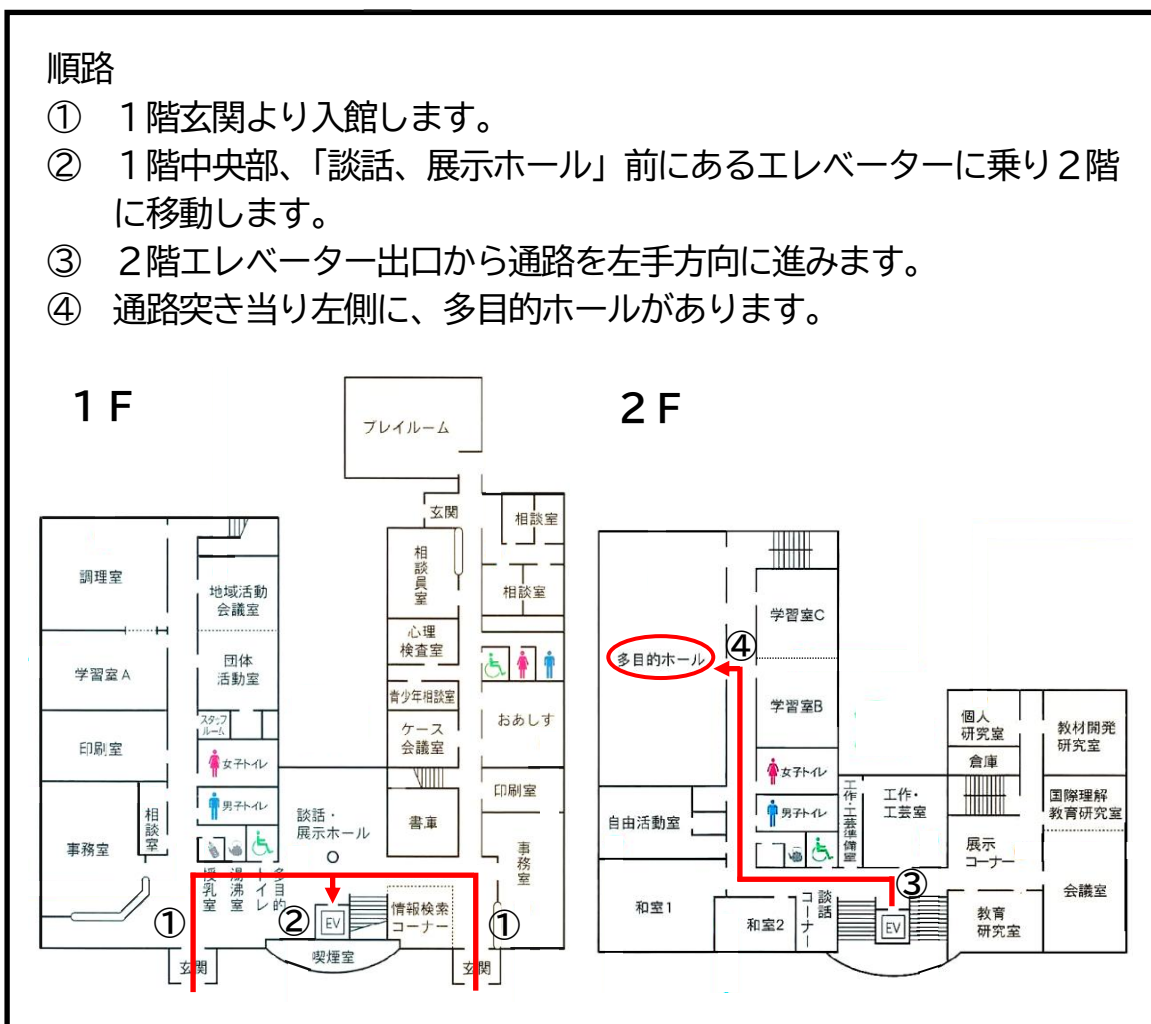 順路
① １階玄関より入館します。
② １階中央部、「談話、展示ホール」前にあるエレベーターに乗り２階
に移動します。
③ ２階エレベーター出口から通路を左手方向に進みます。
④ 通路突き当り左側に、多目的ホールがあります。
１Ｆ
プレイルーム
玄関
相談室
相談員室
調理室
地域活動
会議室
相談室
心理
検査室
学習室A
団体
活動室
青少年相談室
おあしす
スタッフ
ルーム
ケース
会議室
印刷室
女子トイレ
印刷室
男子トイレ
相談室
談話・
展示ホール
書庫
事務室
事務室
授乳室
湯沸室
多目的トイレ
①
②
EV
情報検索
コーナー
①
喫煙室
玄関
玄関
２Ｆ
学習室C
④
多目的ホール
学習室B
個人
研究室
教材開発
研究室
倉庫
女子トイレ
男子トイレ
工作・工芸準備室
工作・
工芸室
国際理解
教育研究室
自由活動室
展示
コーナー
③
会議室
和室1
和室2
談話コーナー
EV
教育
研究室